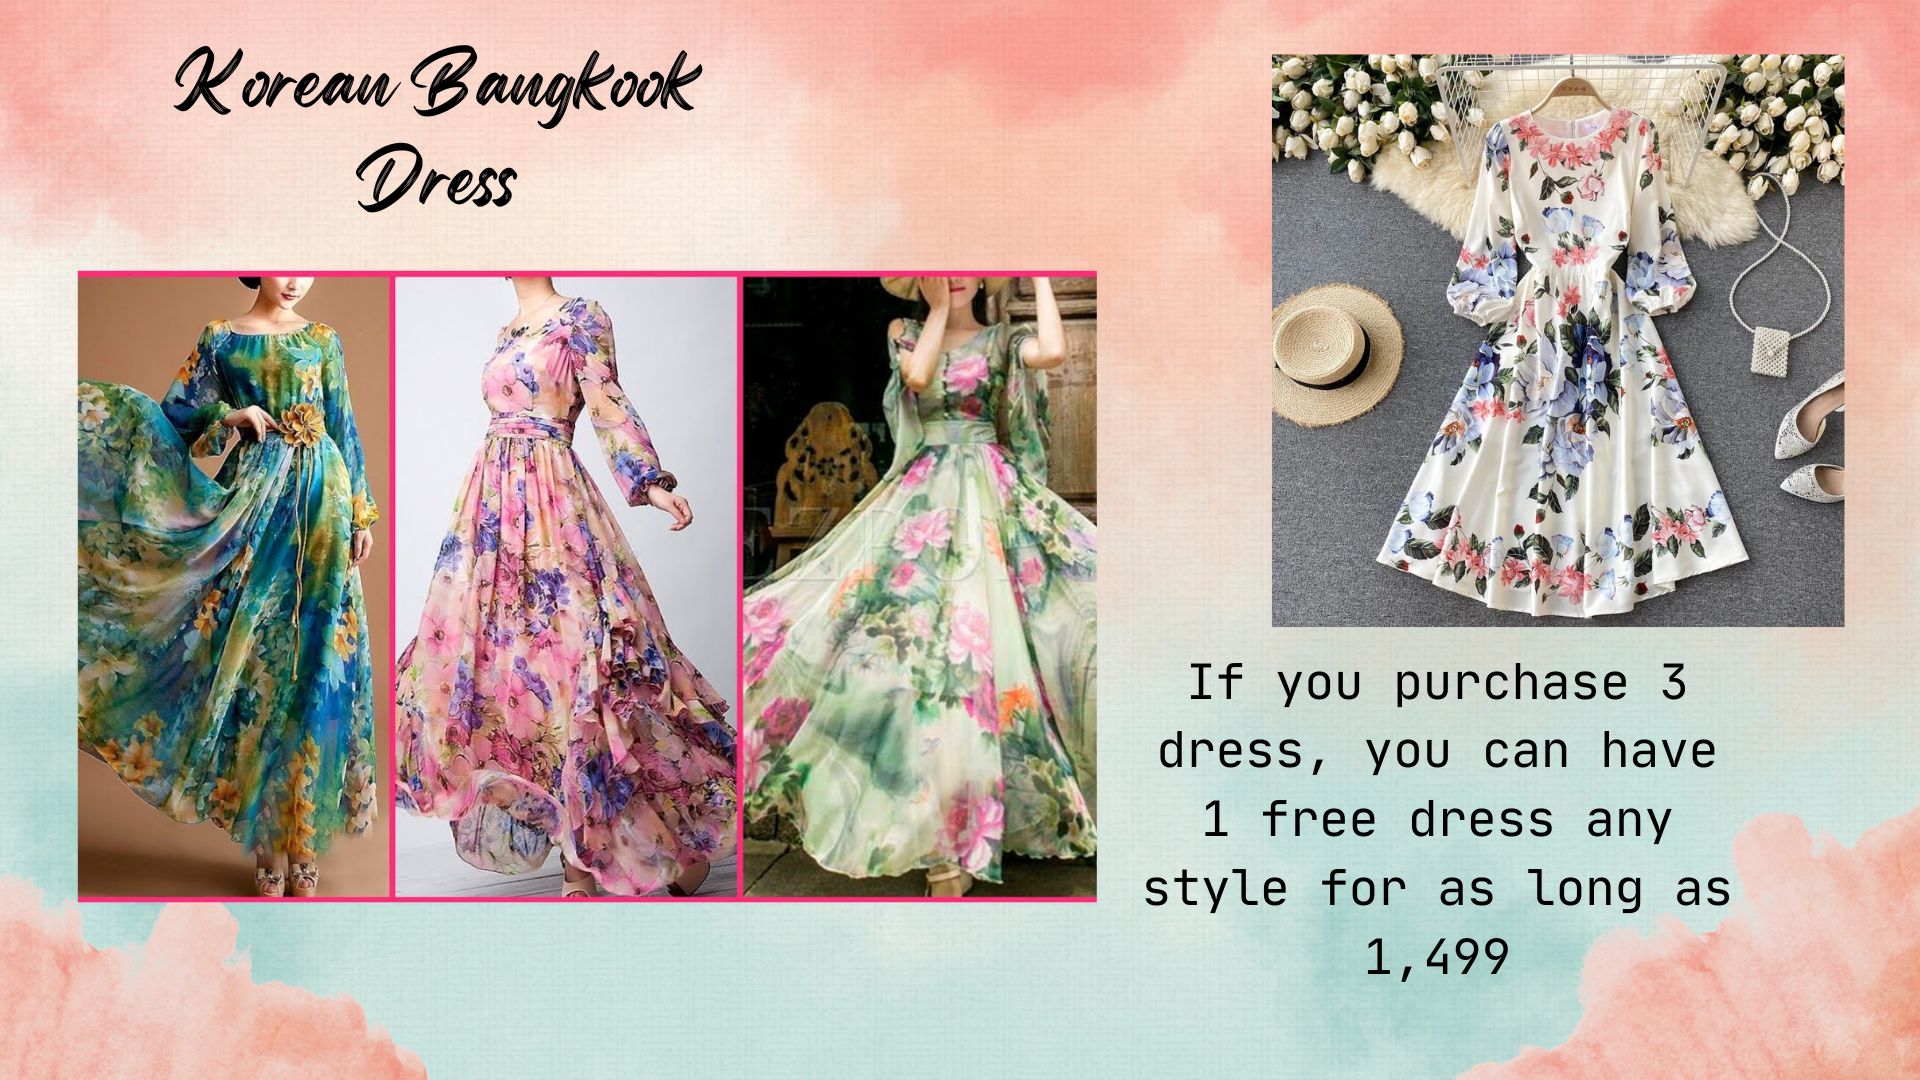 Korean Bangkook
Dress
If you purchase 3
dress, you can have
1 free dress any
style for as long as
1,499